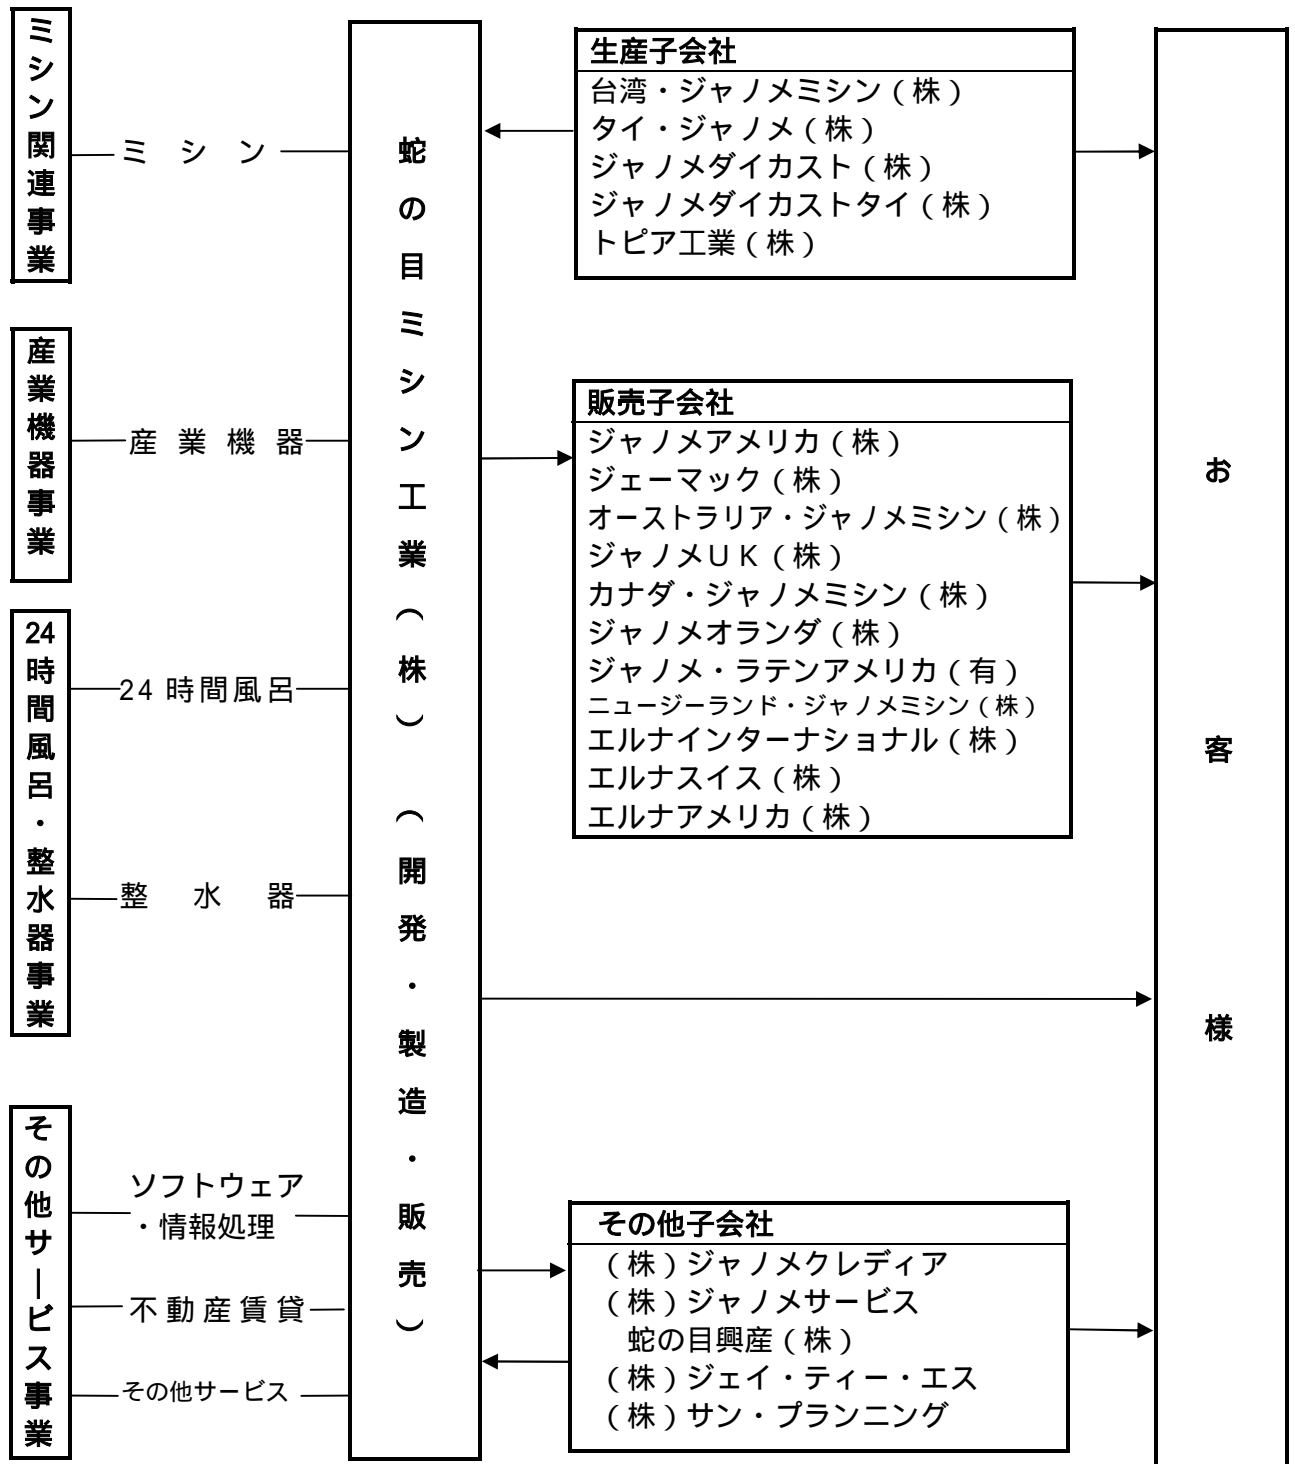 ミシン関連事業
ミシン
産業機器事業
産業機器
24時間風呂・整水器事業
24時間風呂
整水器
その他サービス事業
ソフトウェア
・情報処理
不動産賃貸
その他サービス
蛇の目ミシン工業(株)(開発・製造・販売)
生産子会社
台湾・ジャノメミシン(株)
タイ・ジャノメ(株)
ジャノメダイカスト(株)
ジャノメダイカストタイ(株)
トピア工業(株)
販売子会社
ジャノメアメリカ(株)
ジェーマック(株)
オーストラリア・ジャノメミシン(株)
ジャノメUK(株)
カナダ・ジャノメミシン(株)
ジャノメオランダ(株)
ジャノメ・ラテンアメリカ(有)
ニュージーランド・ジャノメミシン(株)
エルナインターナショナル(株)
エルナスイス(株)
エルナアメリカ(株)
その他子会社
(株)ジャノメクレディア
(株)ジャノメサービス
蛇の目興産(株)
(株)ジェイ・ティー・エス
(株)サン・プランニング
お客様